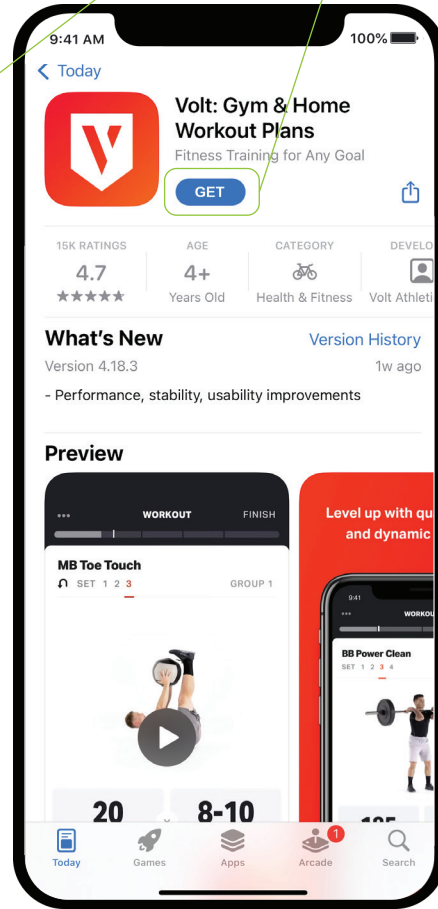 9:41 AM 100%
Today
Volt: Gym & Home
Workout Plans
Fitness Training for Any Goal
GET
15K RATINGS AGE CATEGORY DEVELO
4.7 4+
Years Old Health & Fitness Volt Athleti
What's New Version History
Version 4.18.3 1w ago
- Performance, stability, usability improvements
Preview
WORKOUT FINISH
MB Toe Touch
SET 1 2 3 GROUP 1
20 × 8-10
Level up with qu
and dynamic
9:41
WORKOU
BB Power Clean
SET 1 2 3 4
Today Games Apps Arcade 1 Search